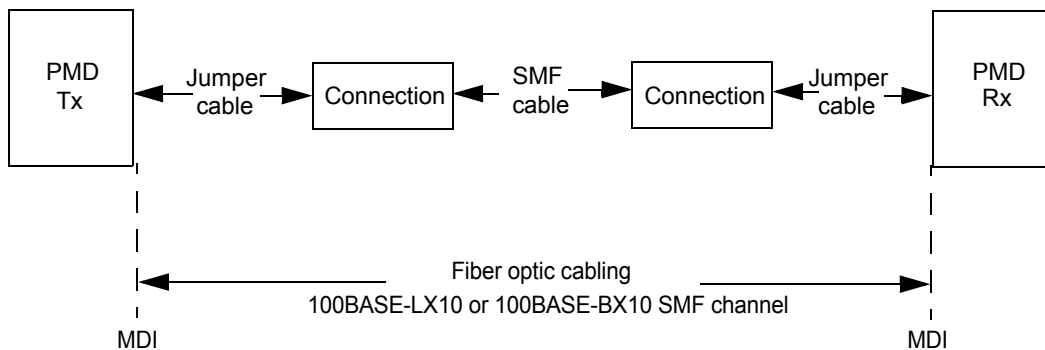 PMD
Tx
Jumper
cable
Connection
SMF
cable
Connection
Jumper
cable
PMD
Rx
Fiber optic cabling
100BASE-LX10 or 100BASE-BX10 SMF channel
MDI
MDI